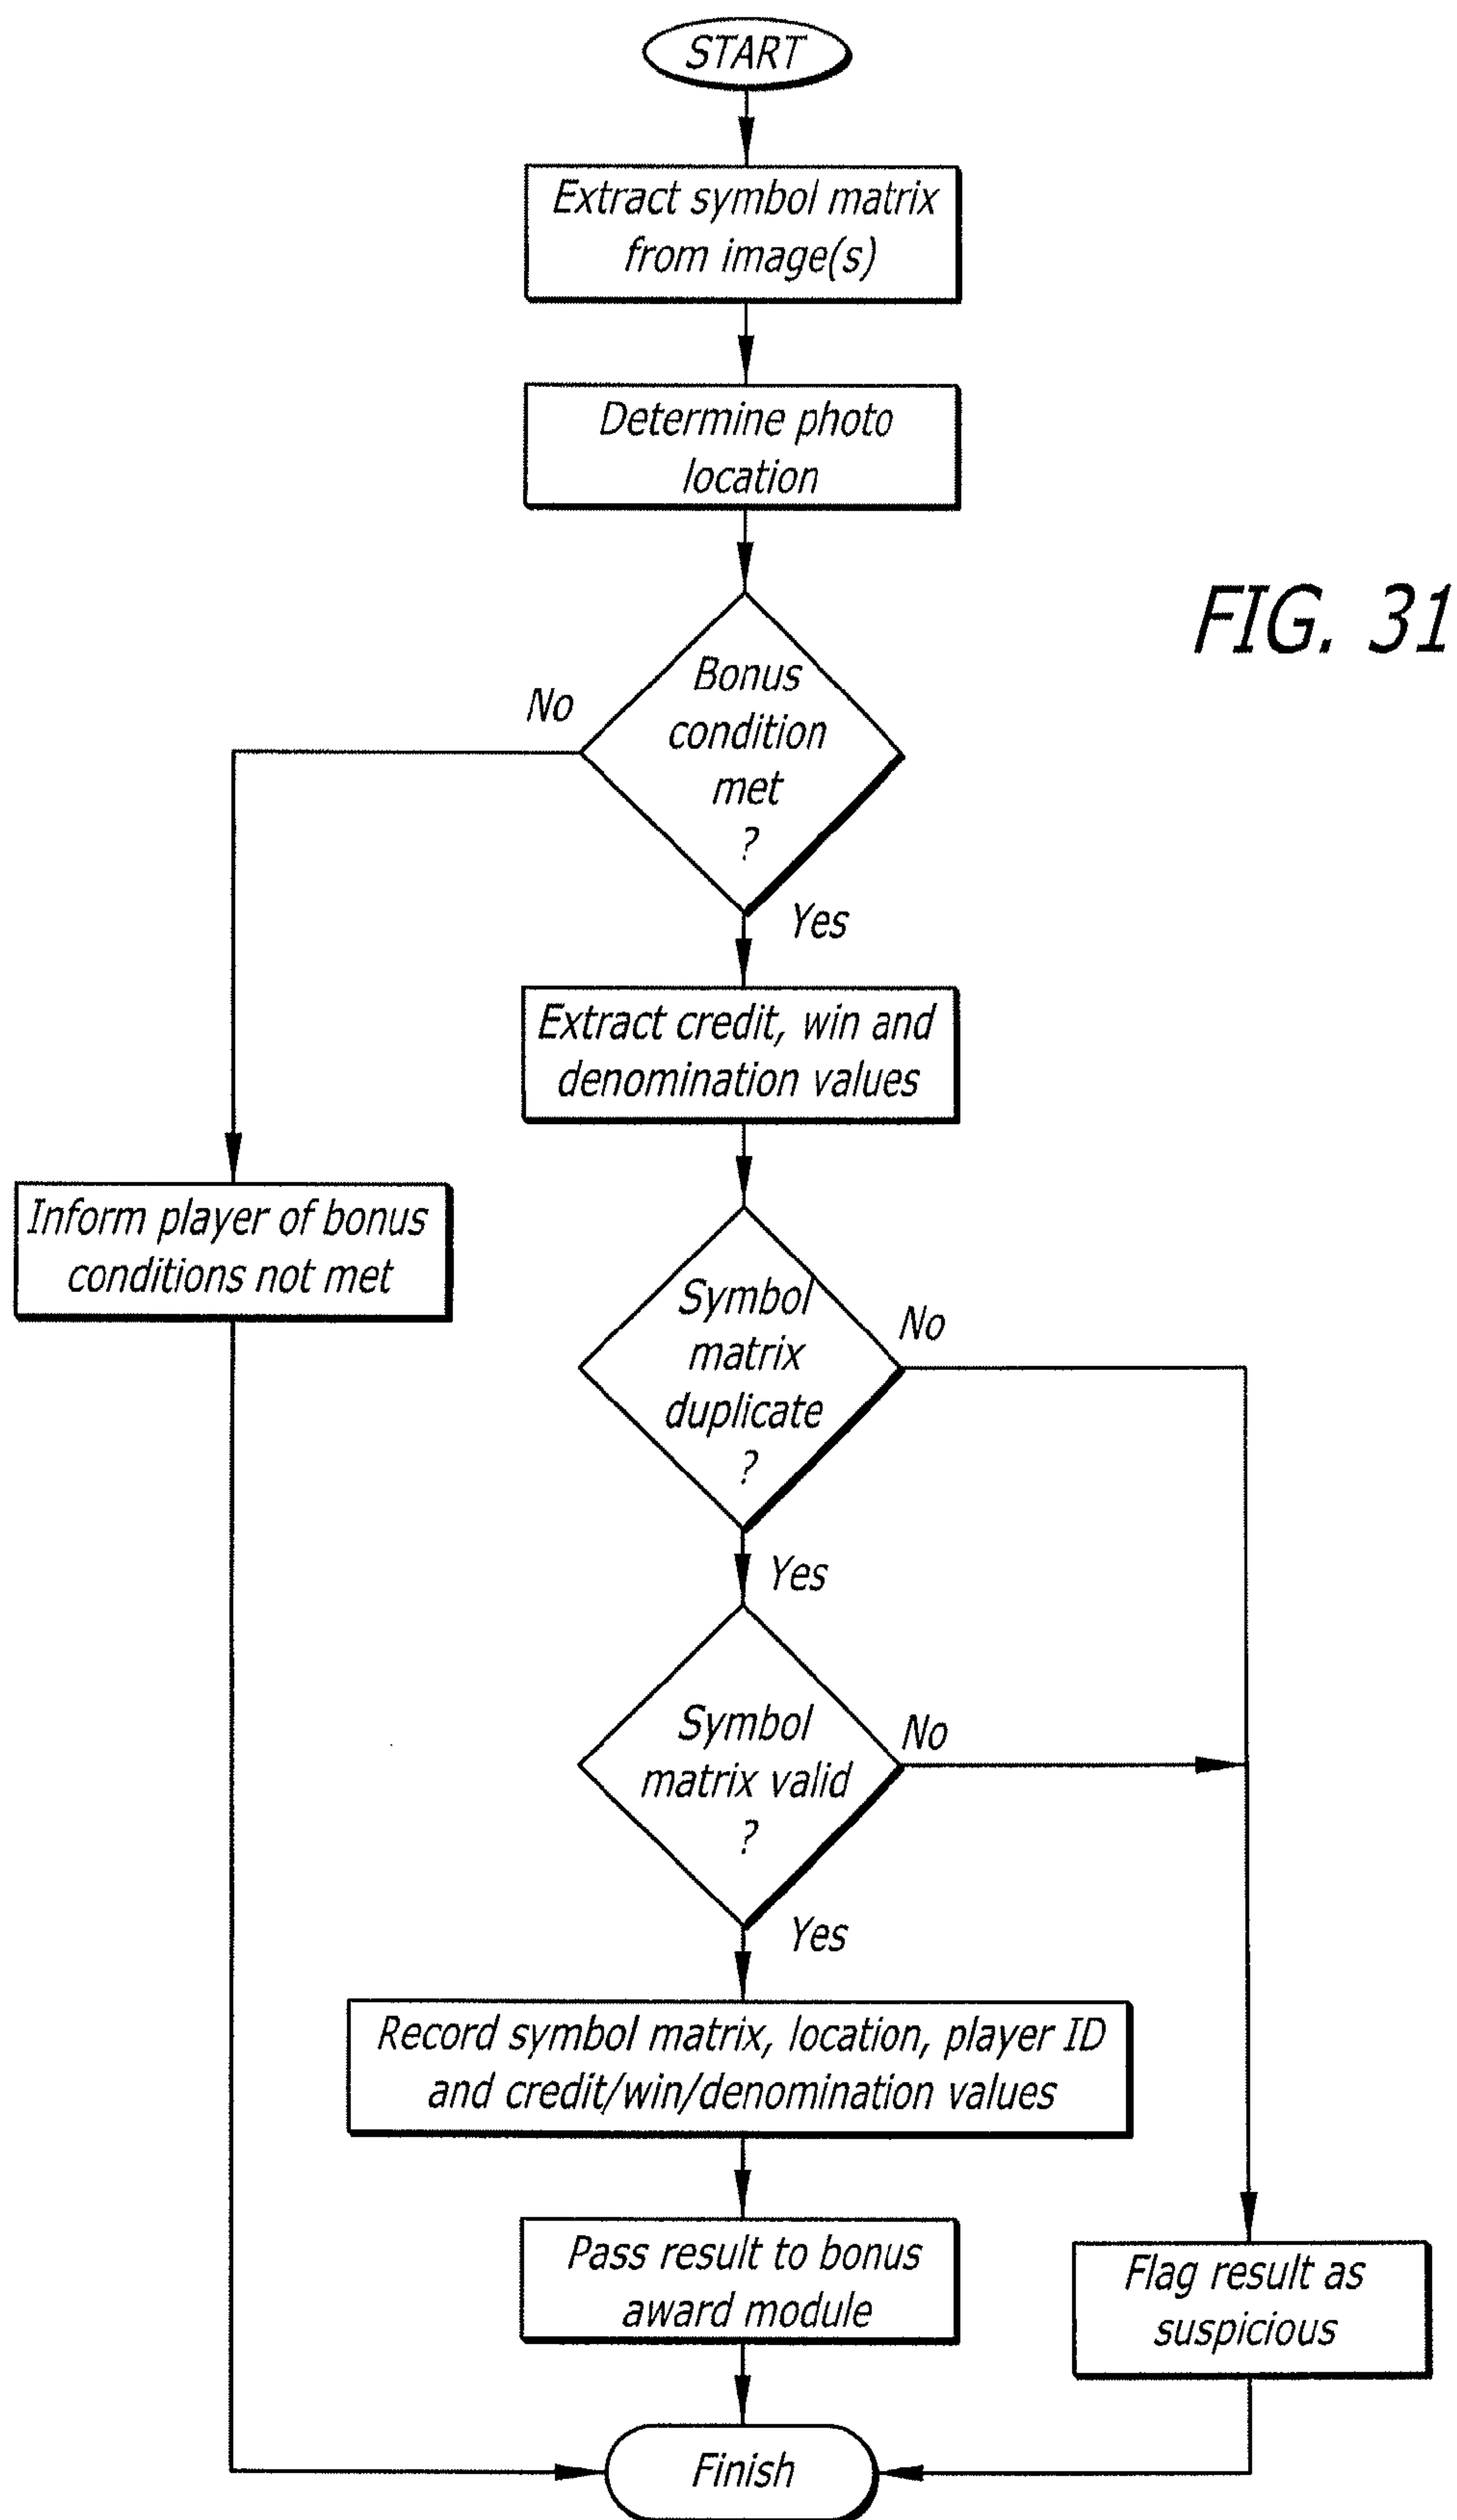 START
Extract symbol matrix
from image(s)
Determine photo
location
FIG. 31
Bonus
condition
met
?
No
Yes
Extract credit, win and
denomination values
Inform player of bonus
conditions not met
Symbol
matrix
duplicate
?
No
Yes
Symbol
matrix valid
?
No
Yes
Record symbol matrix, location, player ID
and credit/win/denomination values
Pass result to bonus
award module
Flag result as
suspicious
Finish